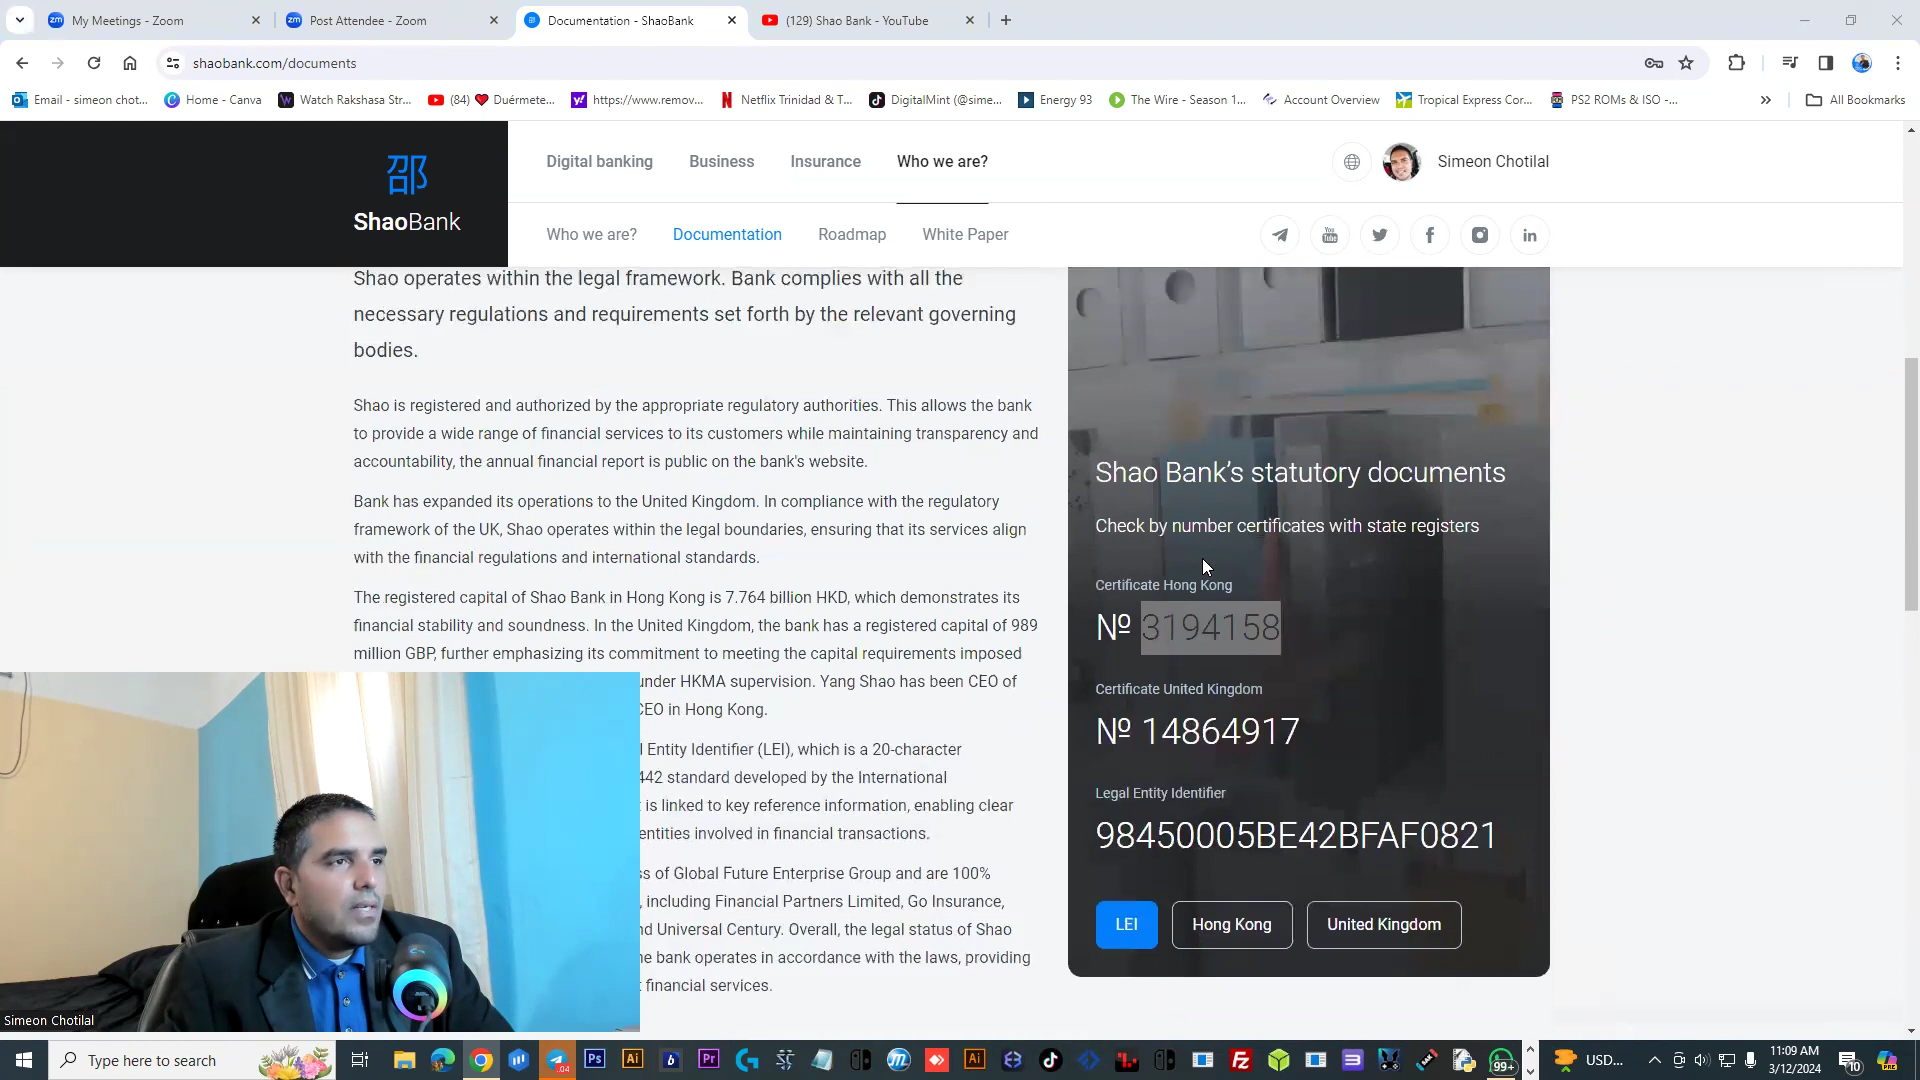 My Meetings - Zoom
Post Attendee - Zoom
Documentation - ShaoBank
(129) Shao Bank - YouTube
shaobank.com/documents
Email - simeon chot...
Home - Canva
Watch Rakshasa Str...
(84) ❤️ Duérmete...
https://www.remov...
Netflix Trinidad & T...
DigitalMint (@sime...
Energy 93
The Wire - Season 1...
Account Overview
Tropical Express Cor...
PS2 ROMs & ISO -...
All Bookmarks
邵
ShaoBank
Digital banking
Business
Insurance
Who we are?
Simeon Chotilal
Who we are?
Documentation
Roadmap
White Paper
Shao operates within the legal framework. Bank complies with all the
necessary regulations and requirements set forth by the relevant governing
bodies.
Shao is registered and authorized by the appropriate regulatory authorities. This allows the bank
to provide a wide range of financial services to its customers while maintaining transparency and
accountability, the annual financial report is public on the bank's website.
Bank has expanded its operations to the United Kingdom. In compliance with the regulatory
framework of the UK, Shao operates within the legal boundaries, ensuring that its services align
with the financial regulations and international standards.
The registered capital of Shao Bank in Hong Kong is 7.764 billion HKD, which demonstrates its
financial stability and soundness. In the United Kingdom, the bank has a registered capital of 989
million GBP, further emphasizing its commitment to meeting the capital requirements imposed
under HKMA supervision. Yang Shao has been CEO of
CEO in Hong Kong.
Entity Identifier (LEI), which is a 20-character
442 standard developed by the International
is linked to key reference information, enabling clear
entities involved in financial transactions.
s of Global Future Enterprise Group and are 100%
, including Financial Partners Limited, Go Insurance,
nd Universal Century. Overall, the legal status of Shao
e bank operates in accordance with the laws, providing
financial services.
Shao Bank’s statutory documents
Check by number certificates with state registers
Certificate Hong Kong
№ 3194158
Certificate United Kingdom
№ 14864917
Legal Entity Identifier
98450005BE42BFAF0821
LEI
Hong Kong
United Kingdom
Simeon Chotilal
Type here to search
USD...
11:09 AM
3/12/2024